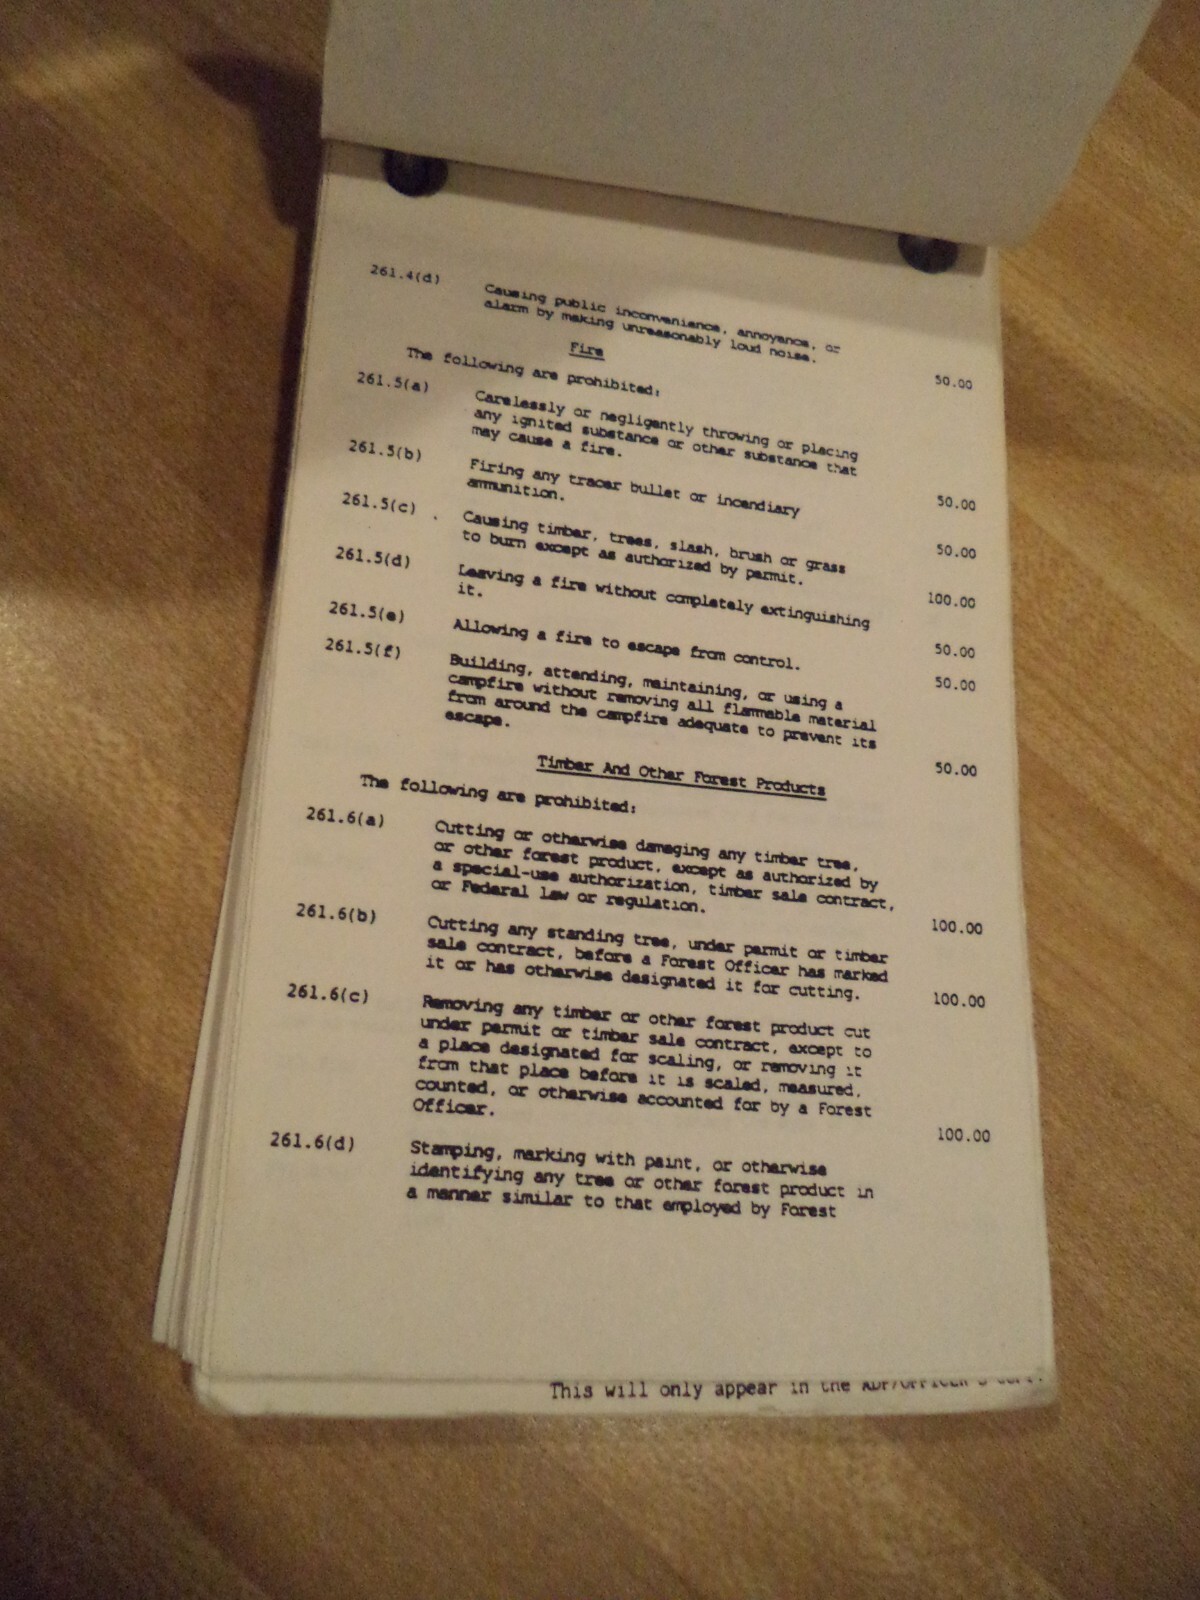 261.4(d) Causing public inconvenience, annoyance, or
alarm by making unreasonably loud noise. 50.00
Fire
The following are prohibited:
261.5(a) Carelessly or negligently throwing or placing
any ignited substance or other substance that
may cause a fire. 50.00
261.5(b) Firing any tracer bullet or incendiary
ammunition. 50.00
261.5(c) Causing timber, trees, slash, brush or grass
to burn except as authorized by permit. 100.00
261.5(d) Leaving a fire without completely extinguishing
it. 50.00
261.5(e) Allowing a fire to escape from control. 50.00
261.5(f) Building, attending, maintaining, or using a
campfire without removing all flammable material
from around the campfire adequate to prevent its
escape. 50.00
Timber And Other Forest Products
The following are prohibited:
261.6(a) Cutting or otherwise damaging any timber tree,
or other forest product, except as authorized by
a special-use authorization, timber sale contract,
or Federal law or regulation. 100.00
261.6(b) Cutting any standing tree, under permit or timber
sale contract, before a Forest Officer has marked
it or has otherwise designated it for cutting. 100.00
261.6(c) Removing any timber or other forest product cut
under permit or timber sale contract, except to
a place designated for scaling, or removing it
from that place before it is scaled, measured,
counted, or otherwise accounted for by a Forest
Officer. 100.00
261.6(d) Stamping, marking with paint, or otherwise
identifying any tree or other forest product in
a manner similar to that employed by Forest
This will only appear in the